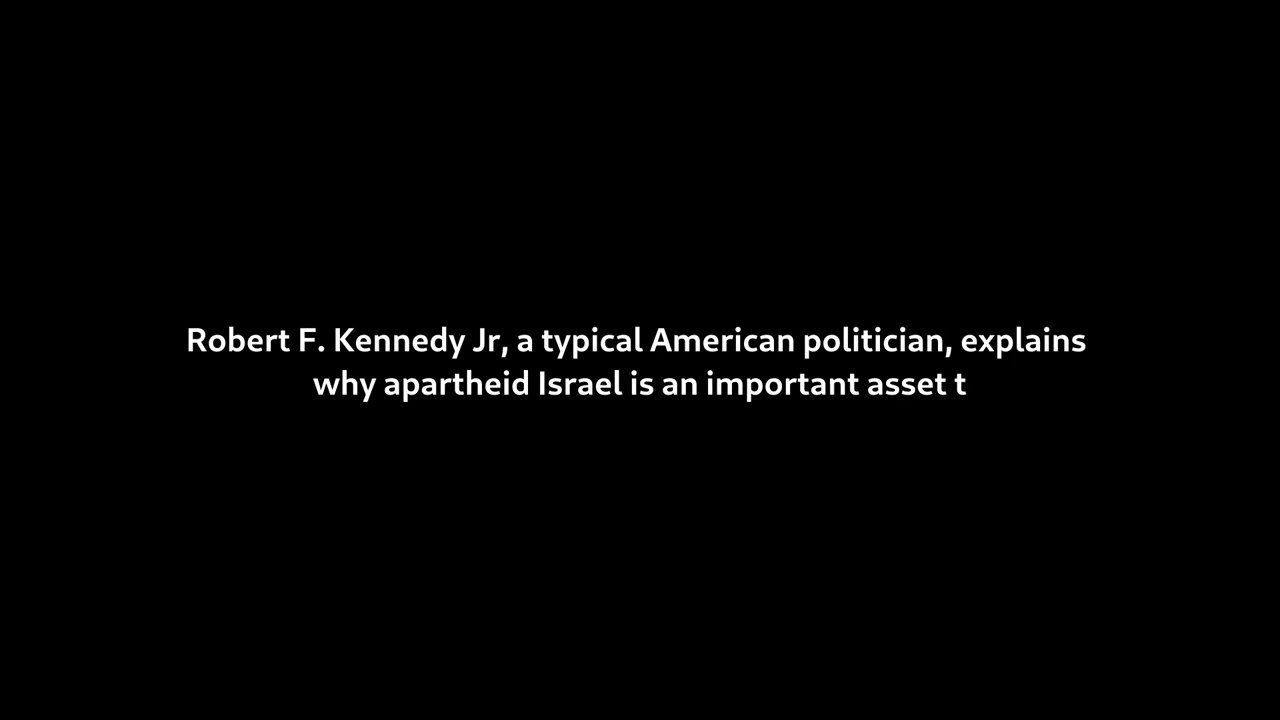 Robert F. Kennedy Jr, a typical American politician, explains
why apartheid Israel is an important asset t